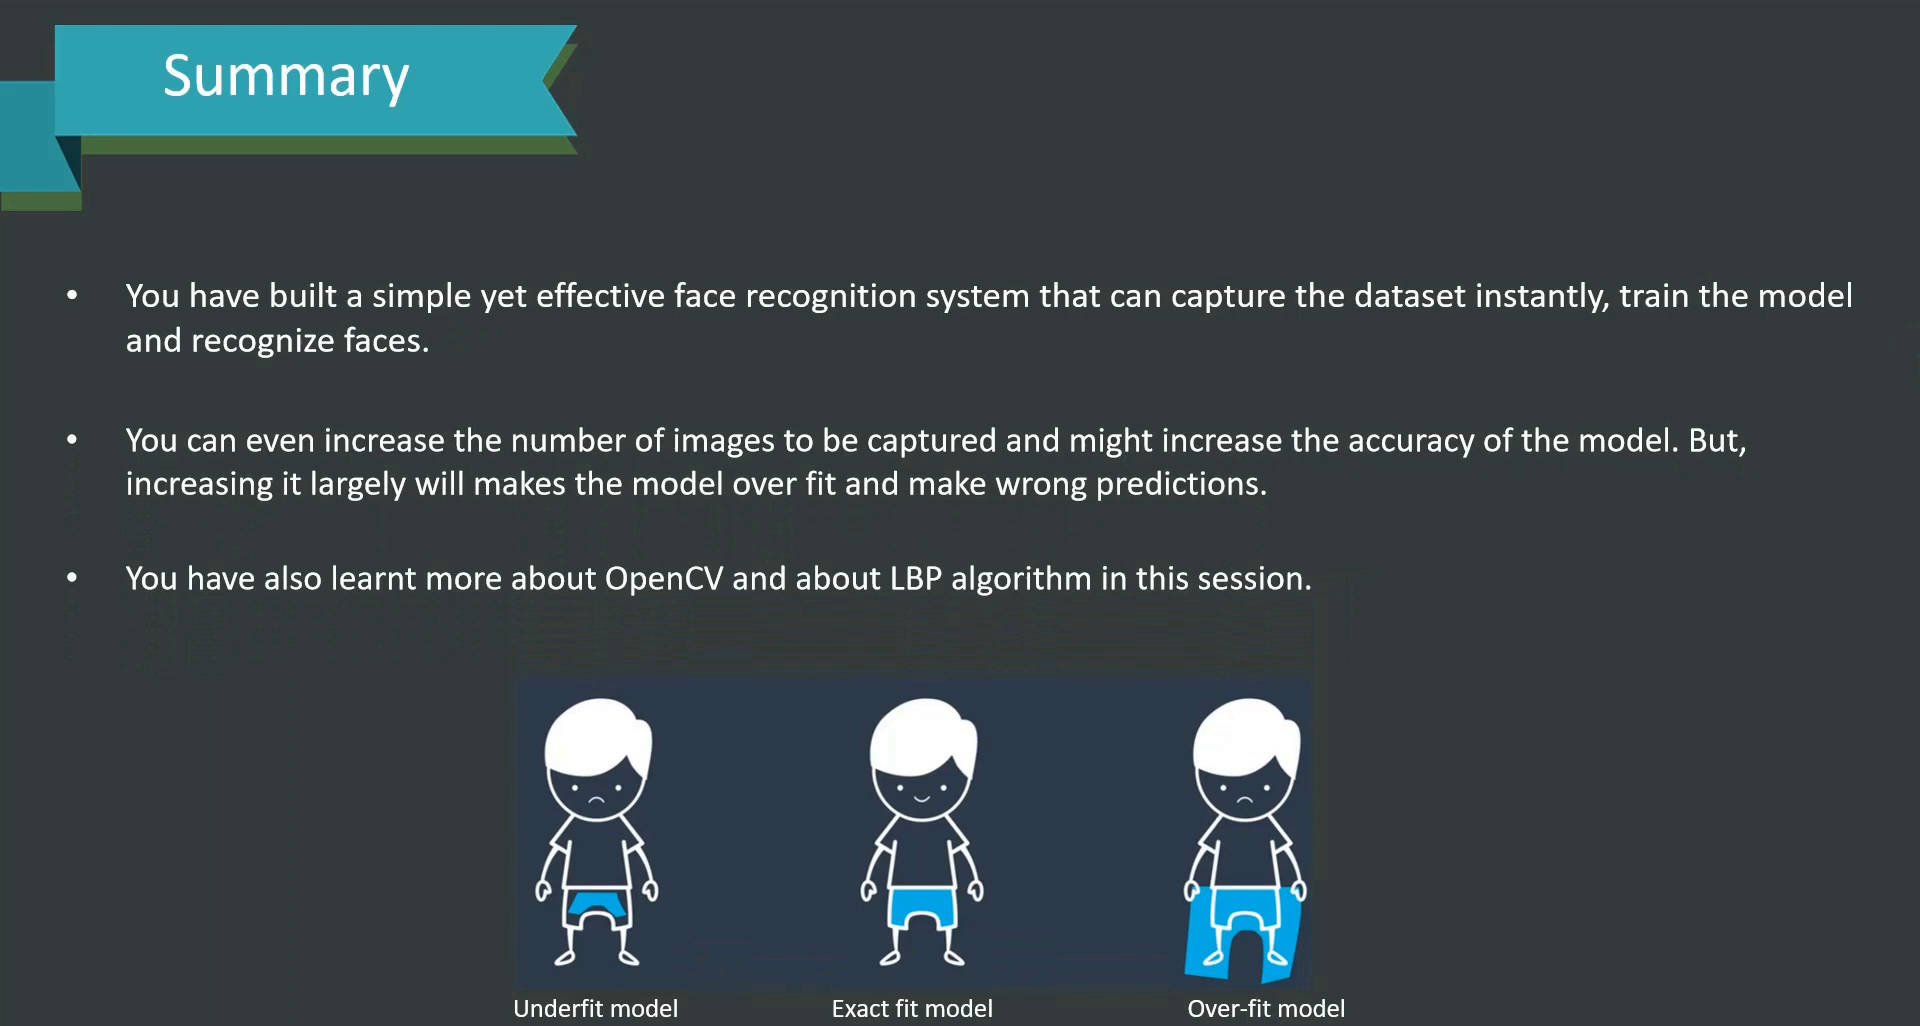 Summary
• You have built a simple yet effective face recognition system that can capture the dataset instantly, train the model
and recognize faces.
• You can even increase the number of images to be captured and might increase the accuracy of the model. But,
increasing it largely will makes the model over fit and make wrong predictions.
• You have also learnt more about OpenCV and about LBP algorithm in this session.
Underfit model
Exact fit model
Over-fit model